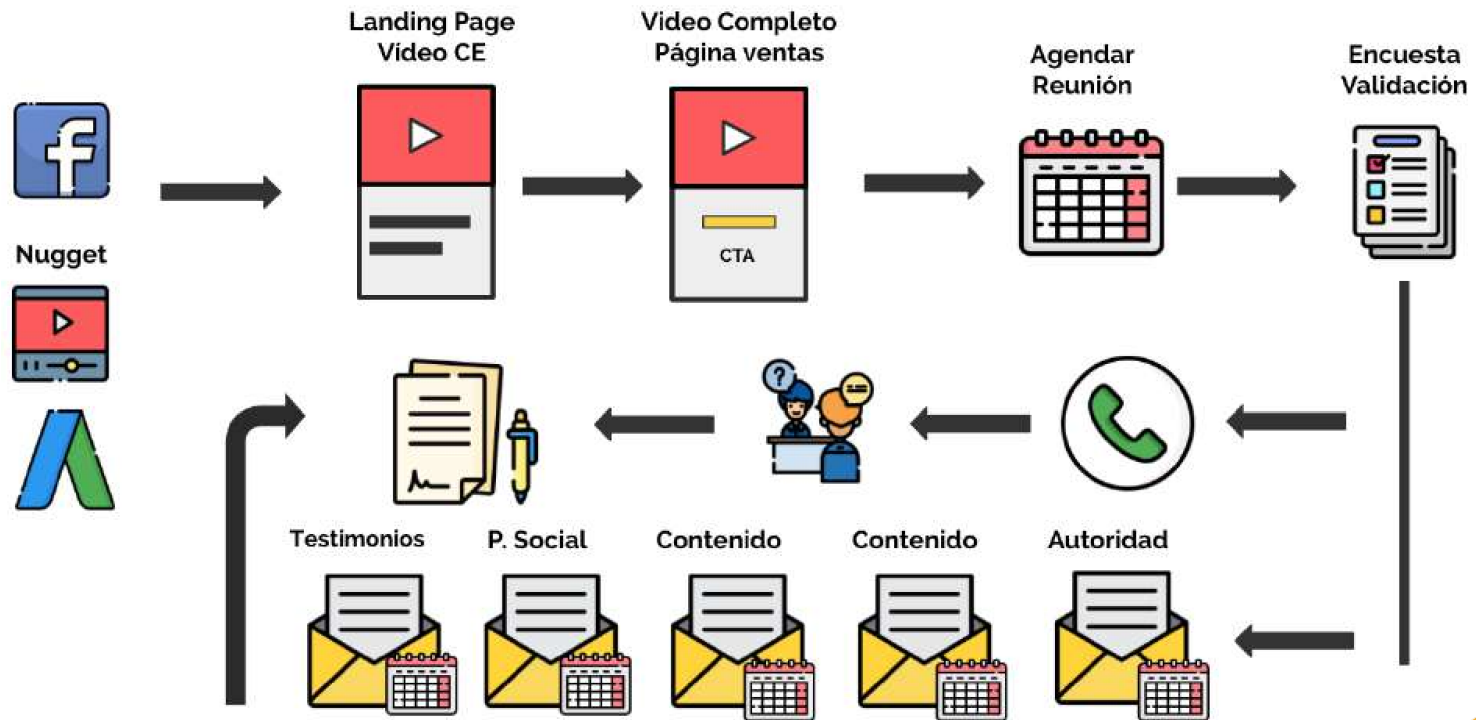 Landing Page
Vídeo CE
Video Completo
Página ventas
Agendar
Reunión
Encuesta
Validación
Nugget
CTA
Testimonios
P. Social
Contenido
Contenido
Autoridad